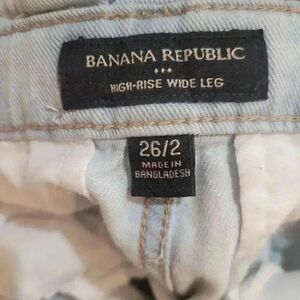 BANANA REPUBLIC
HIGH-RISE WIDE LEG
26/2
MADE IN
BANGLADESH